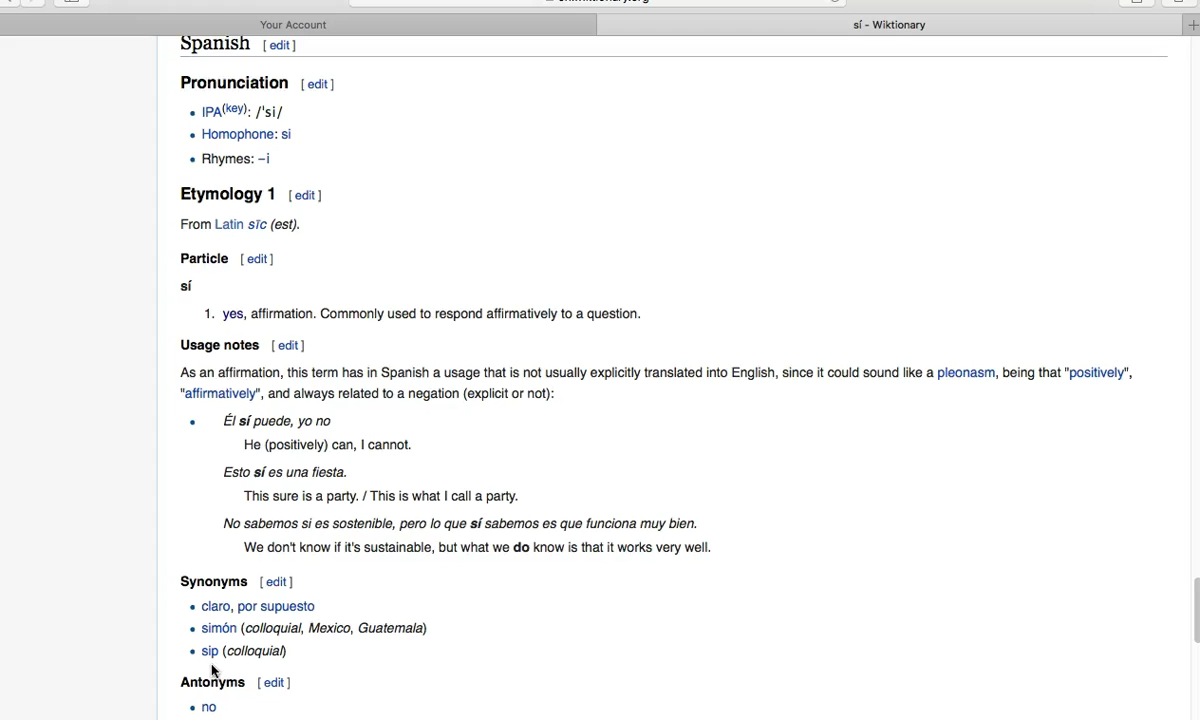 Your Account
sí - Wiktionary
Spanish [ edit ]
Pronunciation [ edit ]
IPA(key): /ˈsi/
Homophone: si
Rhymes: -i
Etymology 1 [ edit ]
From Latin sīc (est).
Particle [ edit ]
sí
1. yes, affirmation. Commonly used to respond affirmatively to a question.
Usage notes [ edit ]
As an affirmation, this term has in Spanish a usage that is not usually explicitly translated into English, since it could sound like a pleonasm, being that "positively",
"affirmatively", and always related to a negation (explicit or not):
Él sí puede, yo no
He (positively) can, I cannot.
Esto sí es una fiesta.
This sure is a party. / This is what I call a party.
No sabemos si es sostenible, pero lo que sí sabemos es que funciona muy bien.
We don't know if it's sustainable, but what we do know is that it works very well.
Synonyms [ edit ]
claro, por supuesto
simón (colloquial, Mexico, Guatemala)
sip (colloquial)
Antonyms [ edit ]
no